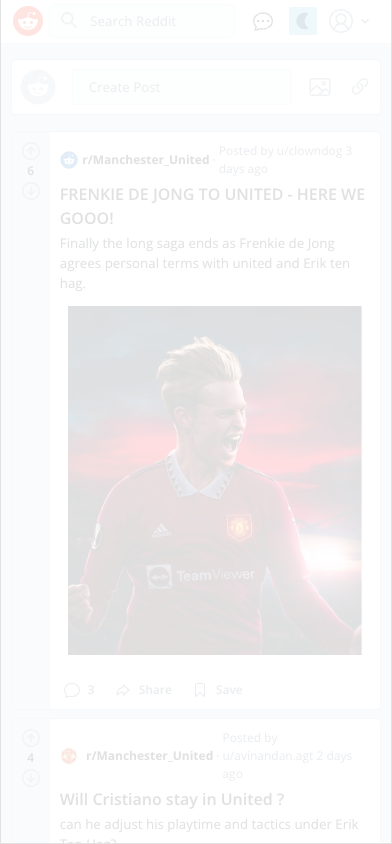 Search Reddit
Create Post
6
r/Manchester_United · Posted by u/clowndog 3
days ago
FRENKIE DE JONG TO UNITED - HERE WE
GOOO!
Finally the long saga ends as Frenkie de Jong
agrees personal terms with united and Erik ten
hag.
TeamViewer
3 Share Save
4
Posted by
r/Manchester_United · u/avinandan.agt 2 days
ago
Will Cristiano stay in United ?
can he adjust his playtime and tactics under Erik
Ten Hag?